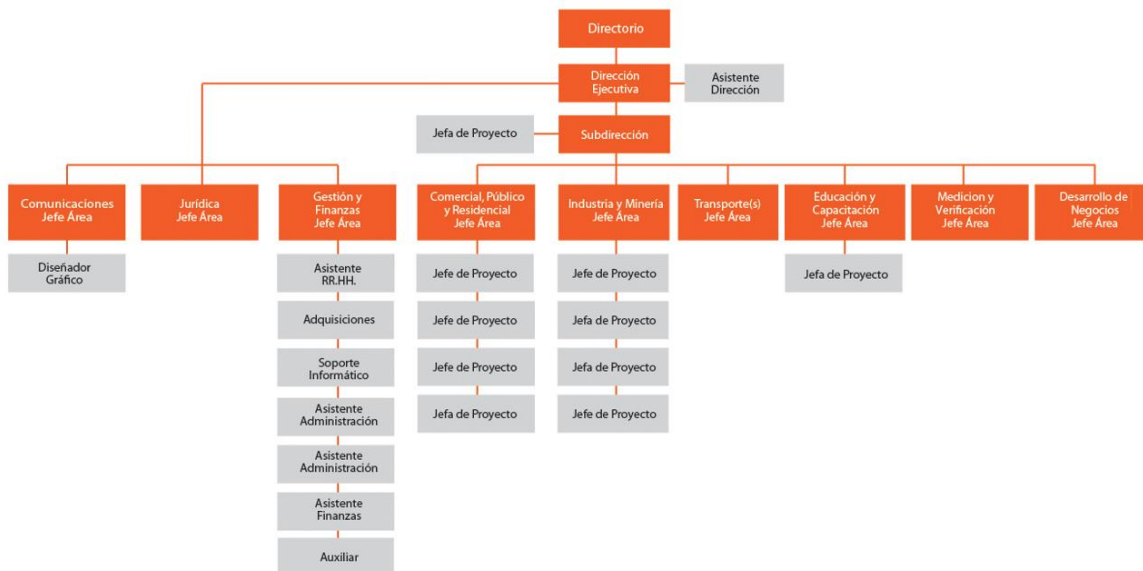 Directorio
Dirección
Ejecutiva
Asistente
Dirección
Jefa de Proyecto
Subdirección
Comunicaciones
Jefe Área
Jurídica
Jefe Área
Gestión y
Finanzas
Jefe Área
Comercial, Público
y Residencial
Jefe Área
Industria y Minería
Jefe Área
Transporte(s)
Jefe Área
Educación y
Capacitación
Jefe Área
Medicion y
Verificación
Jefe Área
Desarrollo de
Negocios
Jefe Área
Diseñador
Gráfico
Asistente
RR.HH.
Jefe de Proyecto
Jefe de Proyecto
Jefa de Proyecto
Adquisiciones
Jefe de Proyecto
Jefa de Proyecto
Soporte
Informático
Jefe de Proyecto
Jefa de Proyecto
Asistente
Administración
Jefa de Proyecto
Jefe de Proyecto
Asistente
Administración
Asistente
Finanzas
Auxiliar